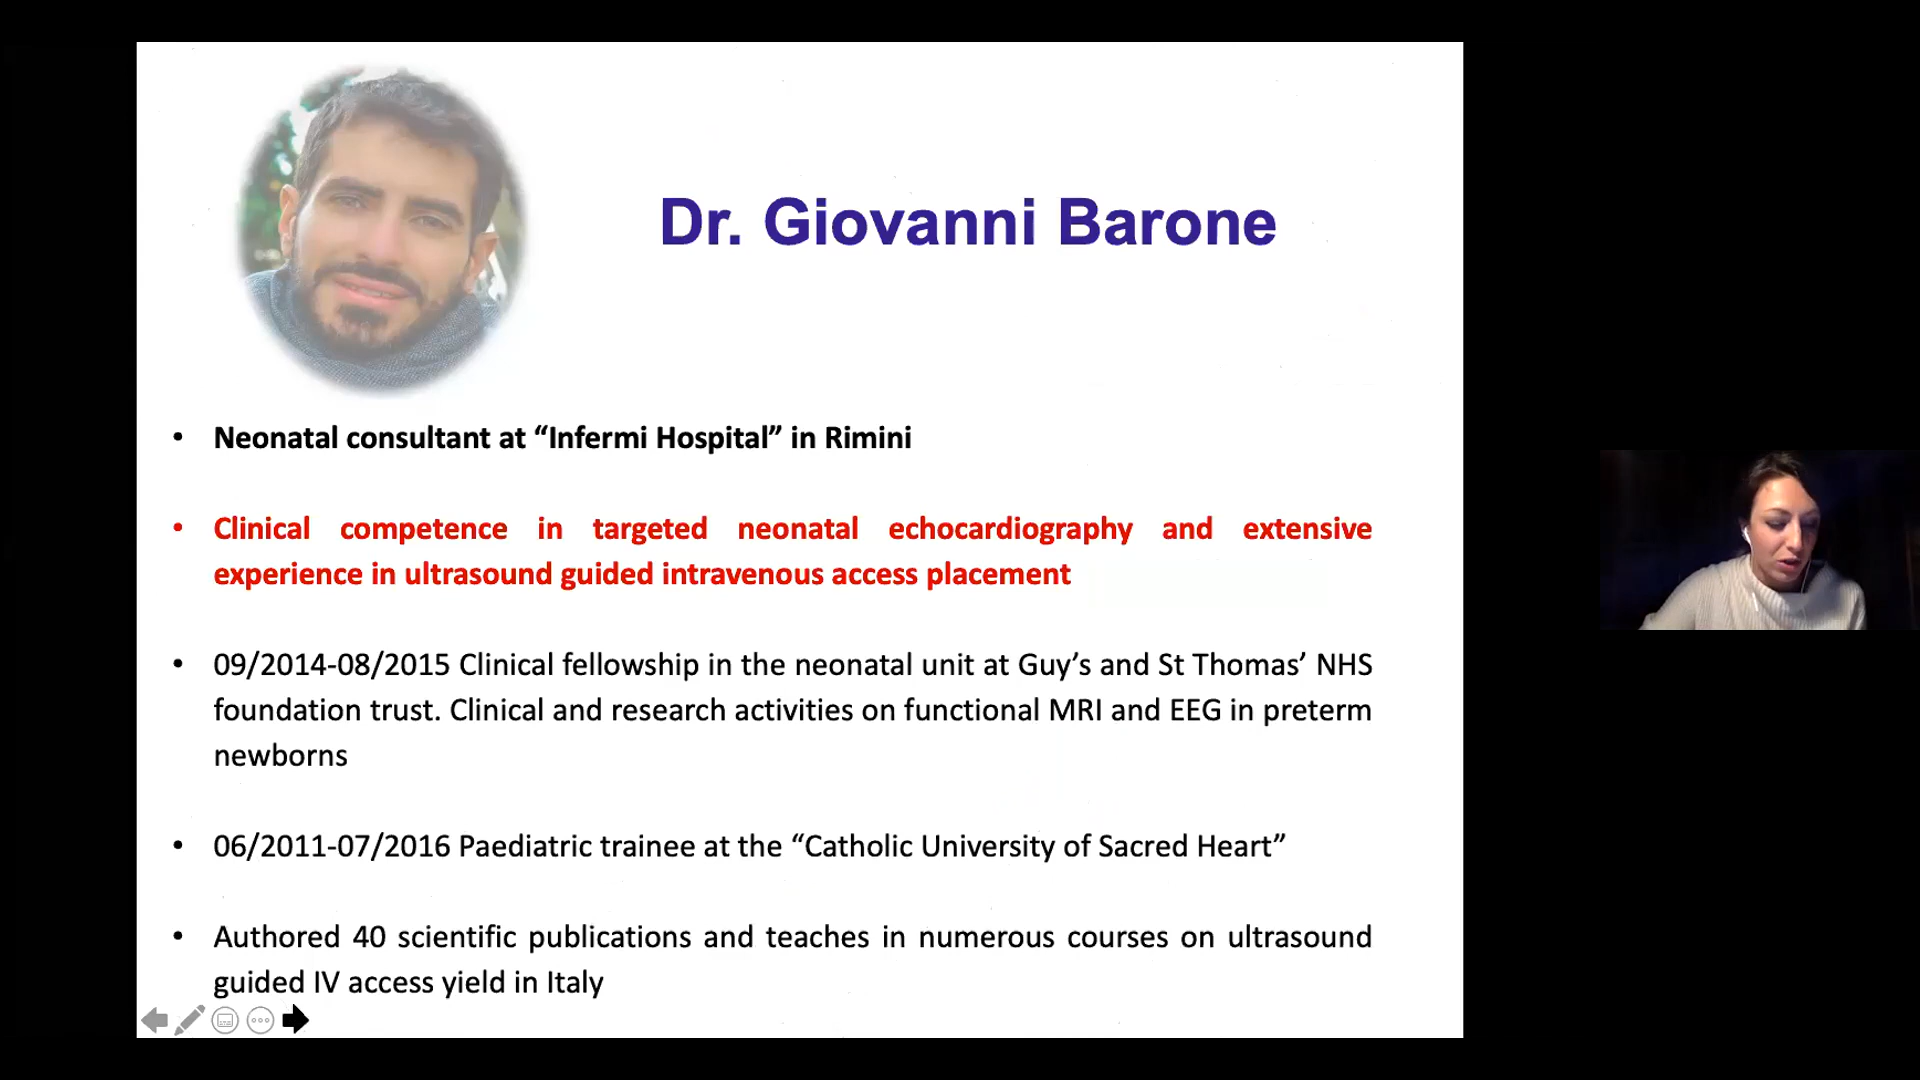 Dr. Giovanni Barone
• Neonatal consultant at “Infermi Hospital” in Rimini
• Clinical competence in targeted neonatal echocardiography and extensive
experience in ultrasound guided intravenous access placement
• 09/2014-08/2015 Clinical fellowship in the neonatal unit at Guy’s and St Thomas’ NHS
foundation trust. Clinical and research activities on functional MRI and EEG in preterm
newborns
• 06/2011-07/2016 Paediatric trainee at the “Catholic University of Sacred Heart”
• Authored 40 scientific publications and teaches in numerous courses on ultrasound
guided IV access yield in Italy